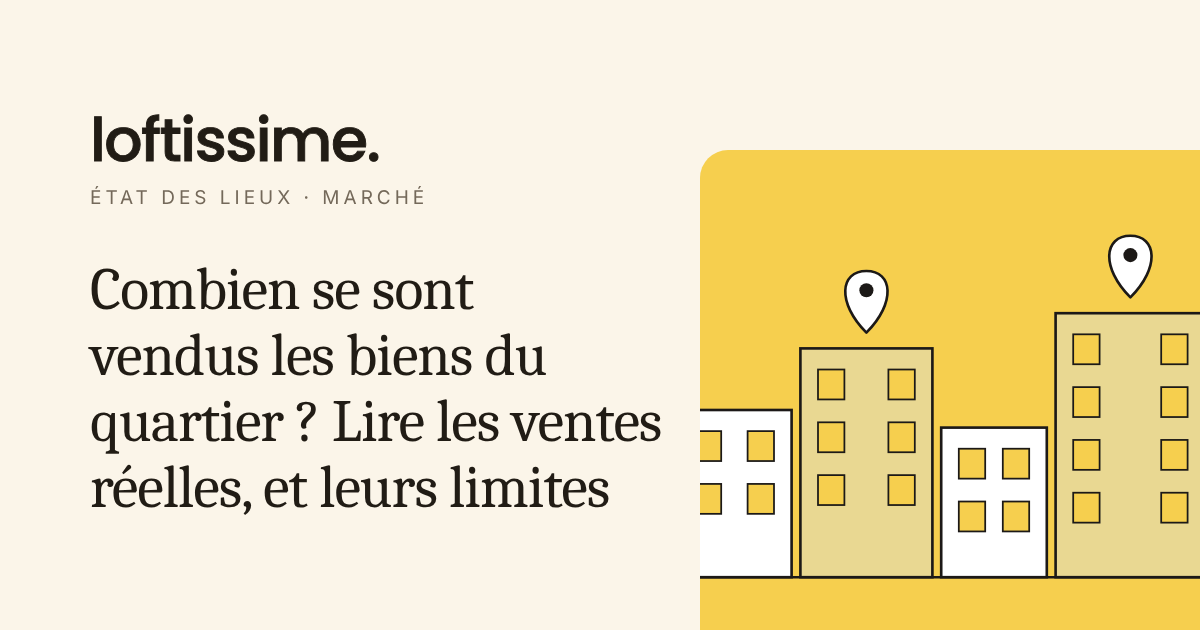 loftissime.
ÉTAT DES LIEUX · MARCHÉ
Combien se sont
vendus les biens du
quartier ? Lire les ventes
réelles, et leurs limites